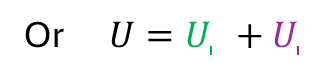 Or U = U + U